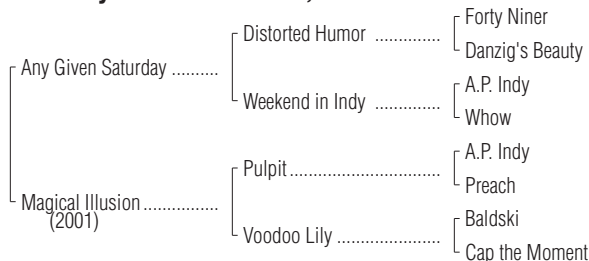 Forty Niner
Distorted Humor ..............
Danzig's Beauty
Any Given Saturday ..........
A.P. Indy
Weekend in Indy ..............
Whow
A.P. Indy
Pulpit..............................
Preach
Magical Illusion ................
(2001)
Baldski
Voodoo Lily ....................
Cap the Moment